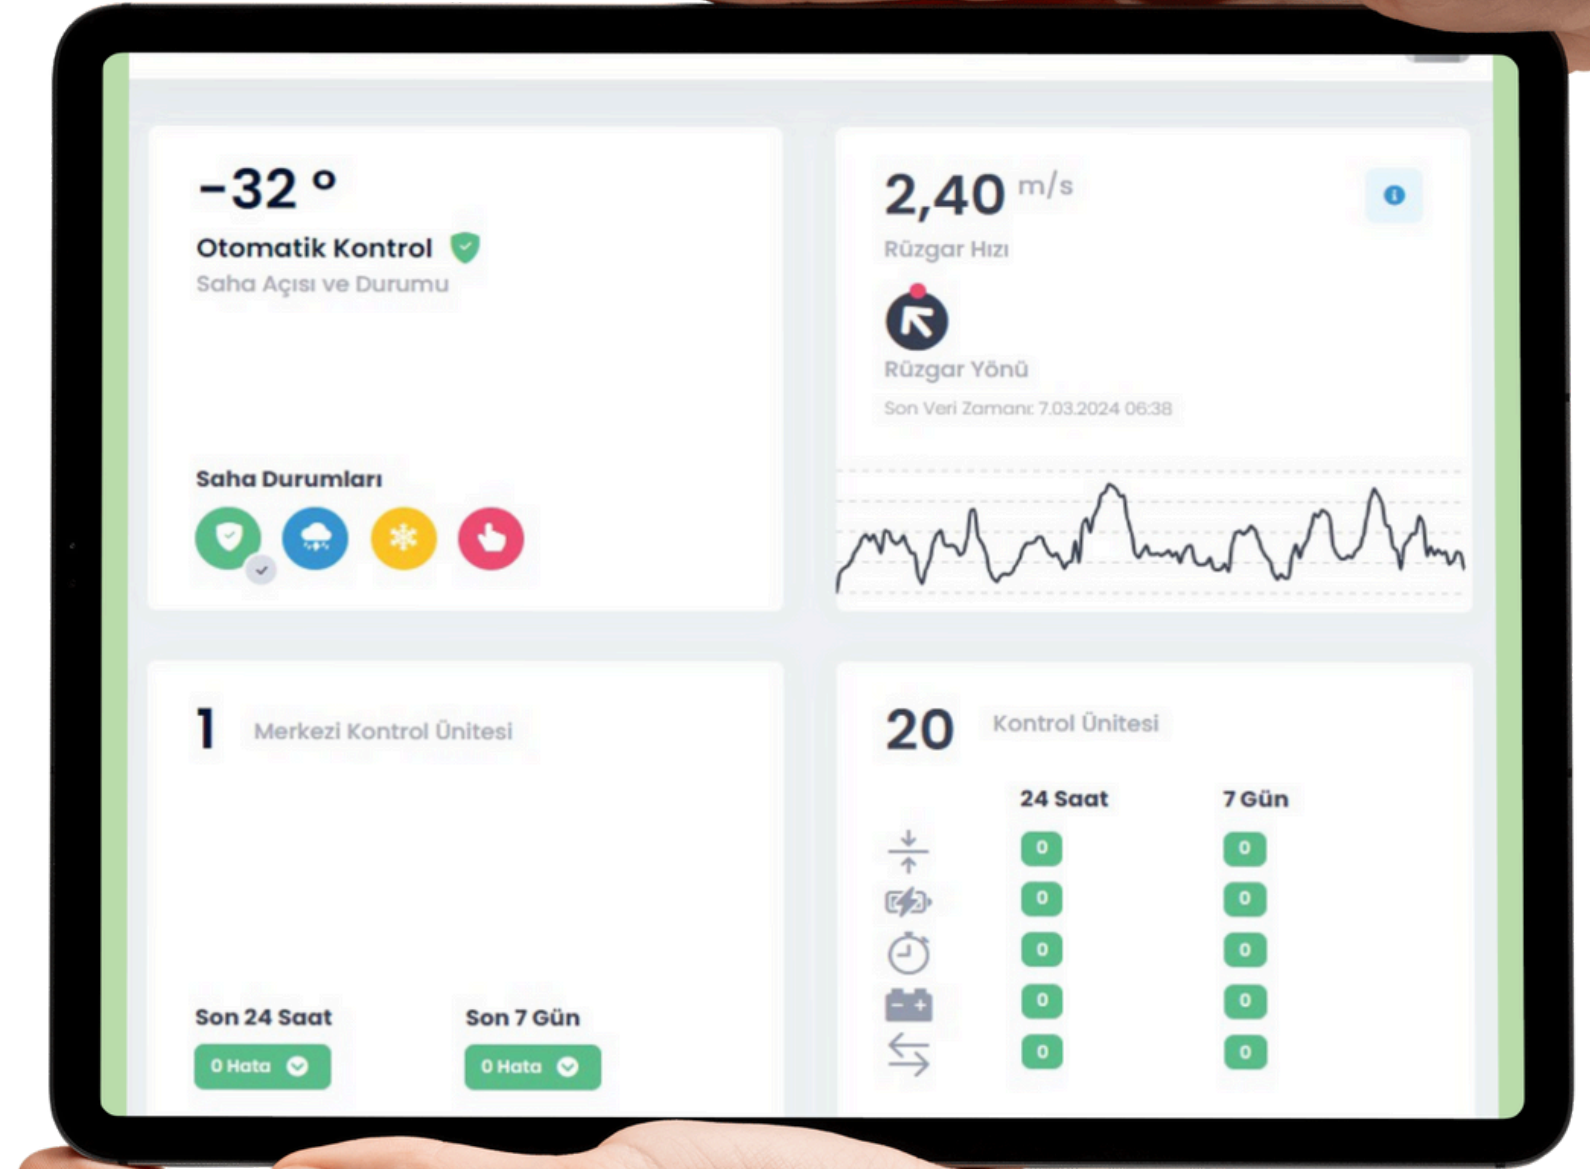 -32 °
Otomatik Kontrol
Saha Açısı ve Durumu
Saha Durumları
2,40 m/s
Rüzgar Hızı
Rüzgar Yönü
Son Veri Zamanı: 7.03.2024 06:38
1 Merkezi Kontrol Ünitesi
Son 24 Saat Son 7 Gün
0 Hata 0 Hata
20 Kontrol Ünitesi
24 Saat 7 Gün
0 0
0 0
0 0
0 0
0 0